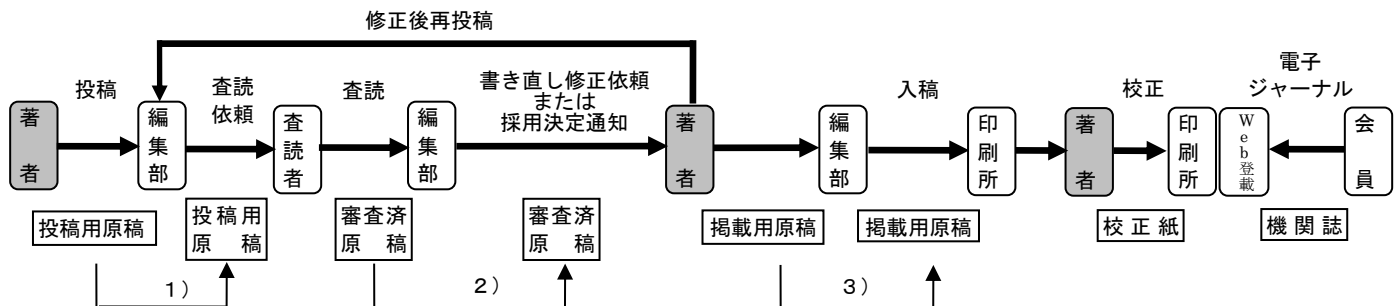 修正後再投稿
投稿
査読
依頼
査読
書き直し修正依頼
または
採用決定通知
入稿
校正
電子
ジャーナル
著者
編集部
査読者
編集部
著者
編集部
印刷所
著者
印刷所
Web登載
会員
投稿用原稿
投稿用
原稿
審査済
原稿
審査済
原稿
掲載用原稿
掲載用原稿
校正紙
機関誌
1)
2)
3)